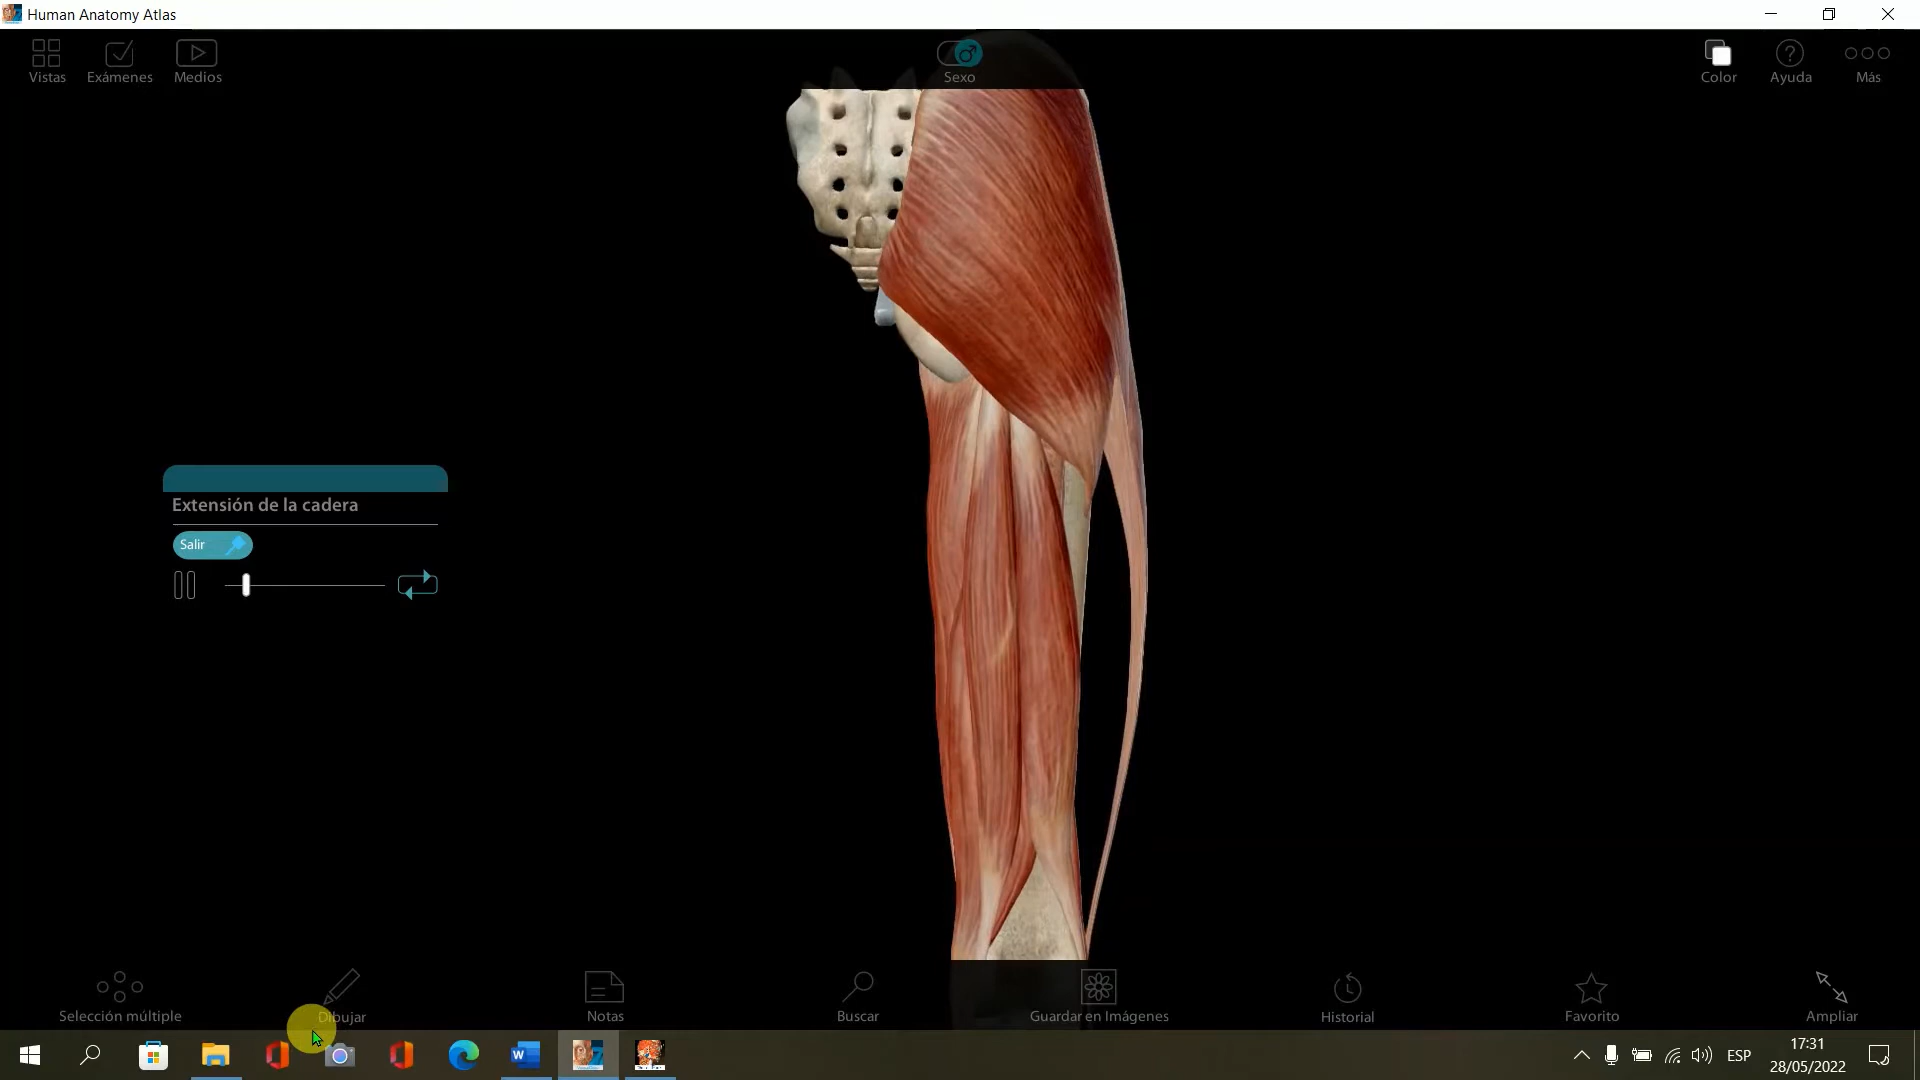 Human Anatomy Atlas
Vistas
Exámenes
Medios
Sexo
Color
Ayuda
Más
Extensión de la cadera
Salir
Selección múltiple
Dibujar
Notas
Buscar
Guardar en Imágenes
Historial
Favorito
Ampliar
ESP
17:31
28/05/2022